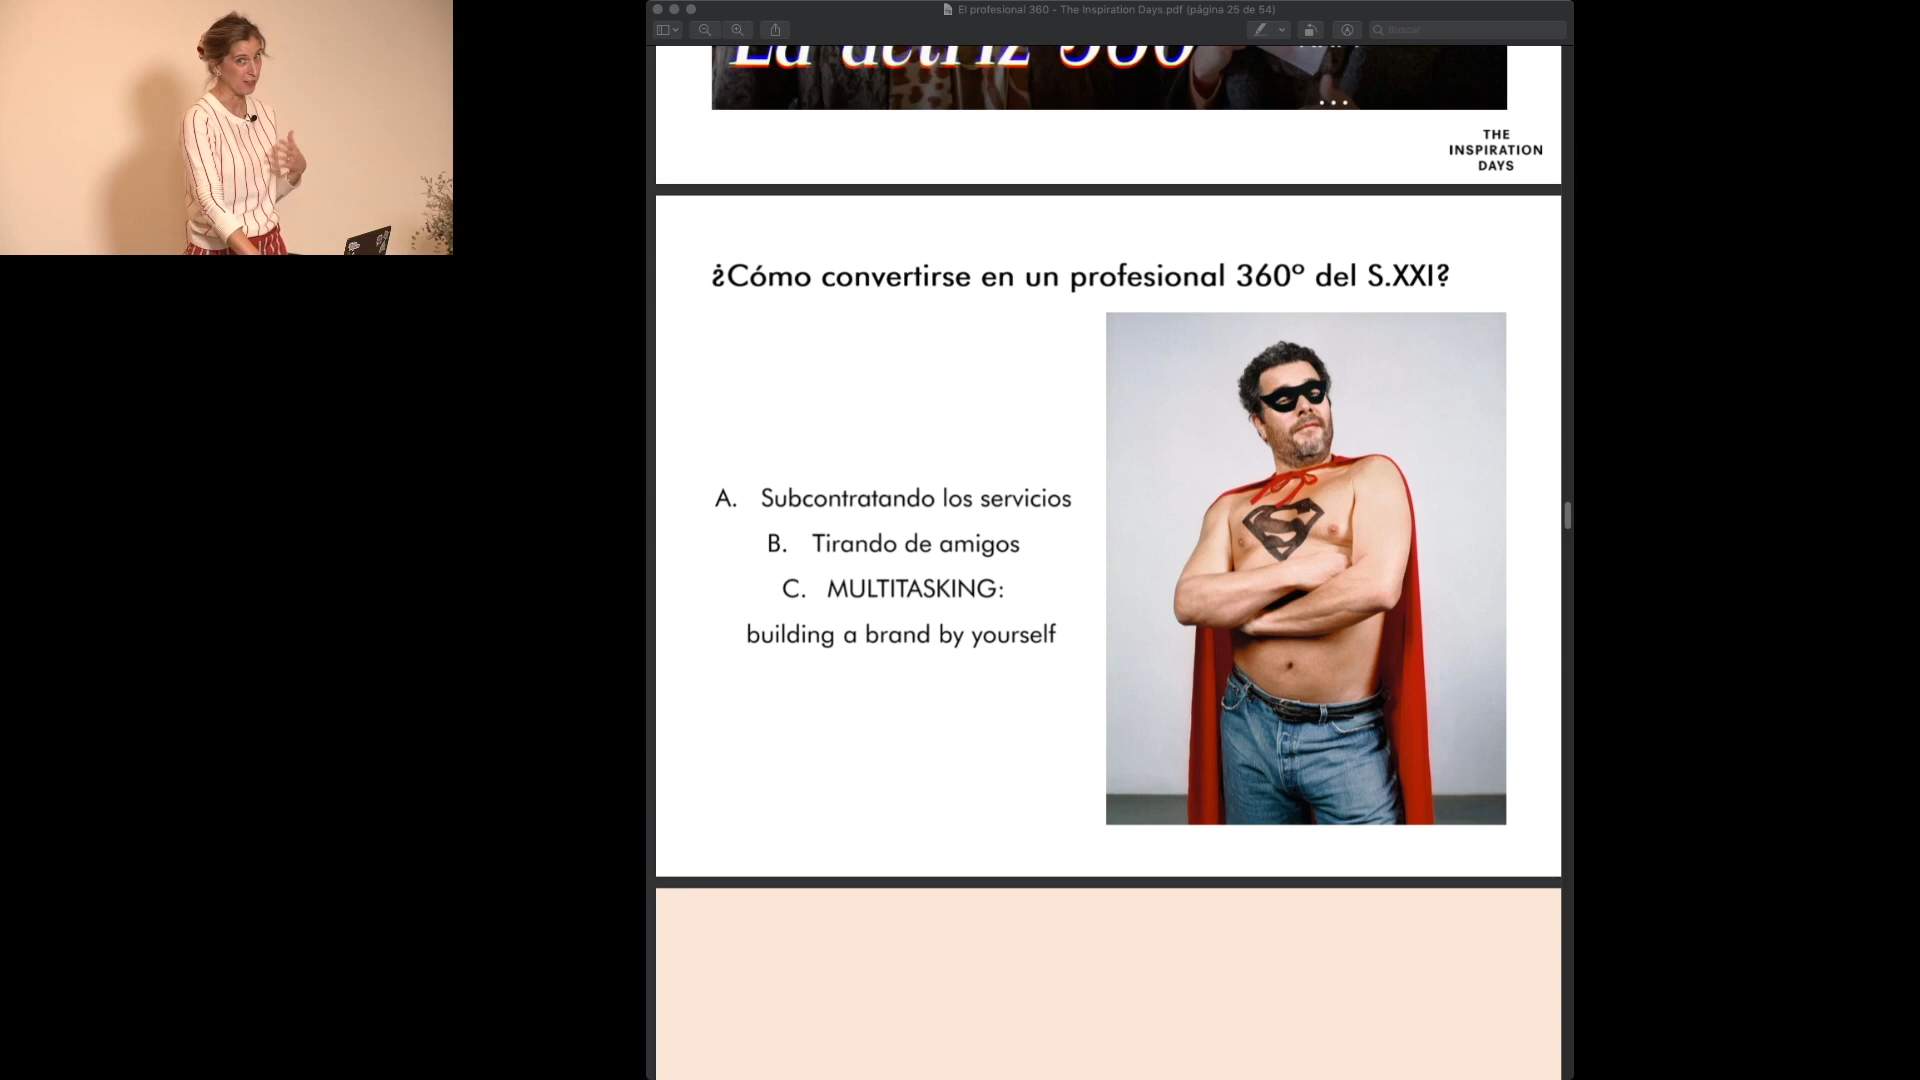 El profesional 360 - The Inspiration Days.pdf (página 25 de 54)
Buscar
La actriz 360
...
THE
INSPIRATION
DAYS
¿Cómo convertirse en un profesional 360º del S.XXI?
A. Subcontratando los servicios
B. Tirando de amigos
C. MULTITASKING:
building a brand by yourself